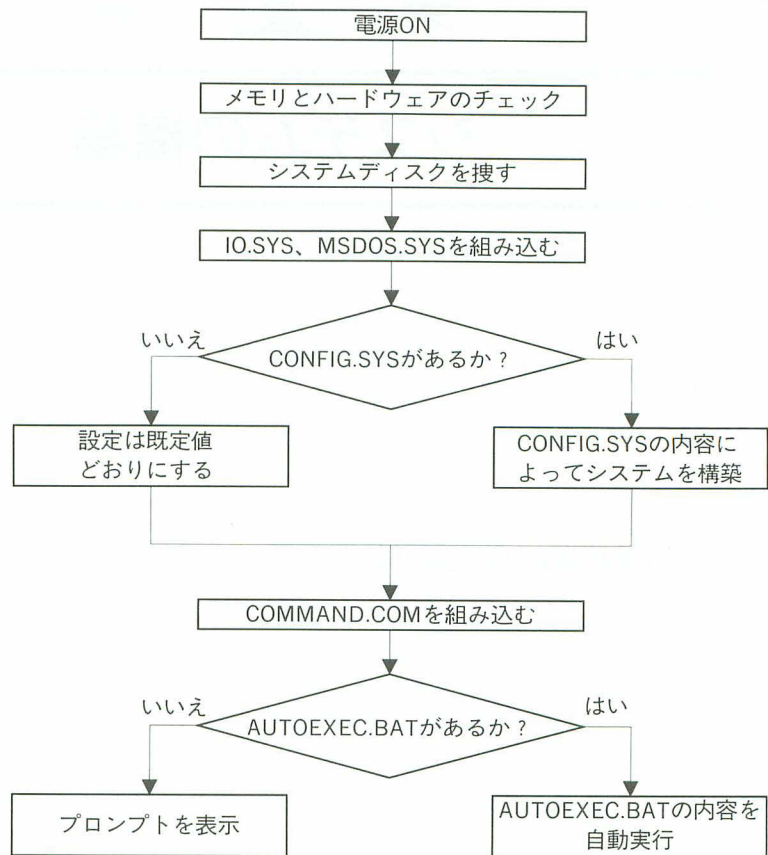 電源ON
メモリとハードウェアのチェック
システムディスクを捜す
IO.SYS、MSDOS.SYSを組み込む
いいえ
はい
CONFIG.SYSがあるか？
設定は既定値
どおりにする
CONFIG.SYSの内容に
よってシステムを構築
COMMAND.COMを組み込む
いいえ
はい
AUTOEXEC.BATがあるか？
プロンプトを表示
AUTOEXEC.BATの内容を
自動実行